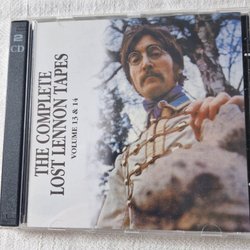 2
CD
THE COMPLETE
LOST LENNON TAPES
VOLUME 13 & 14